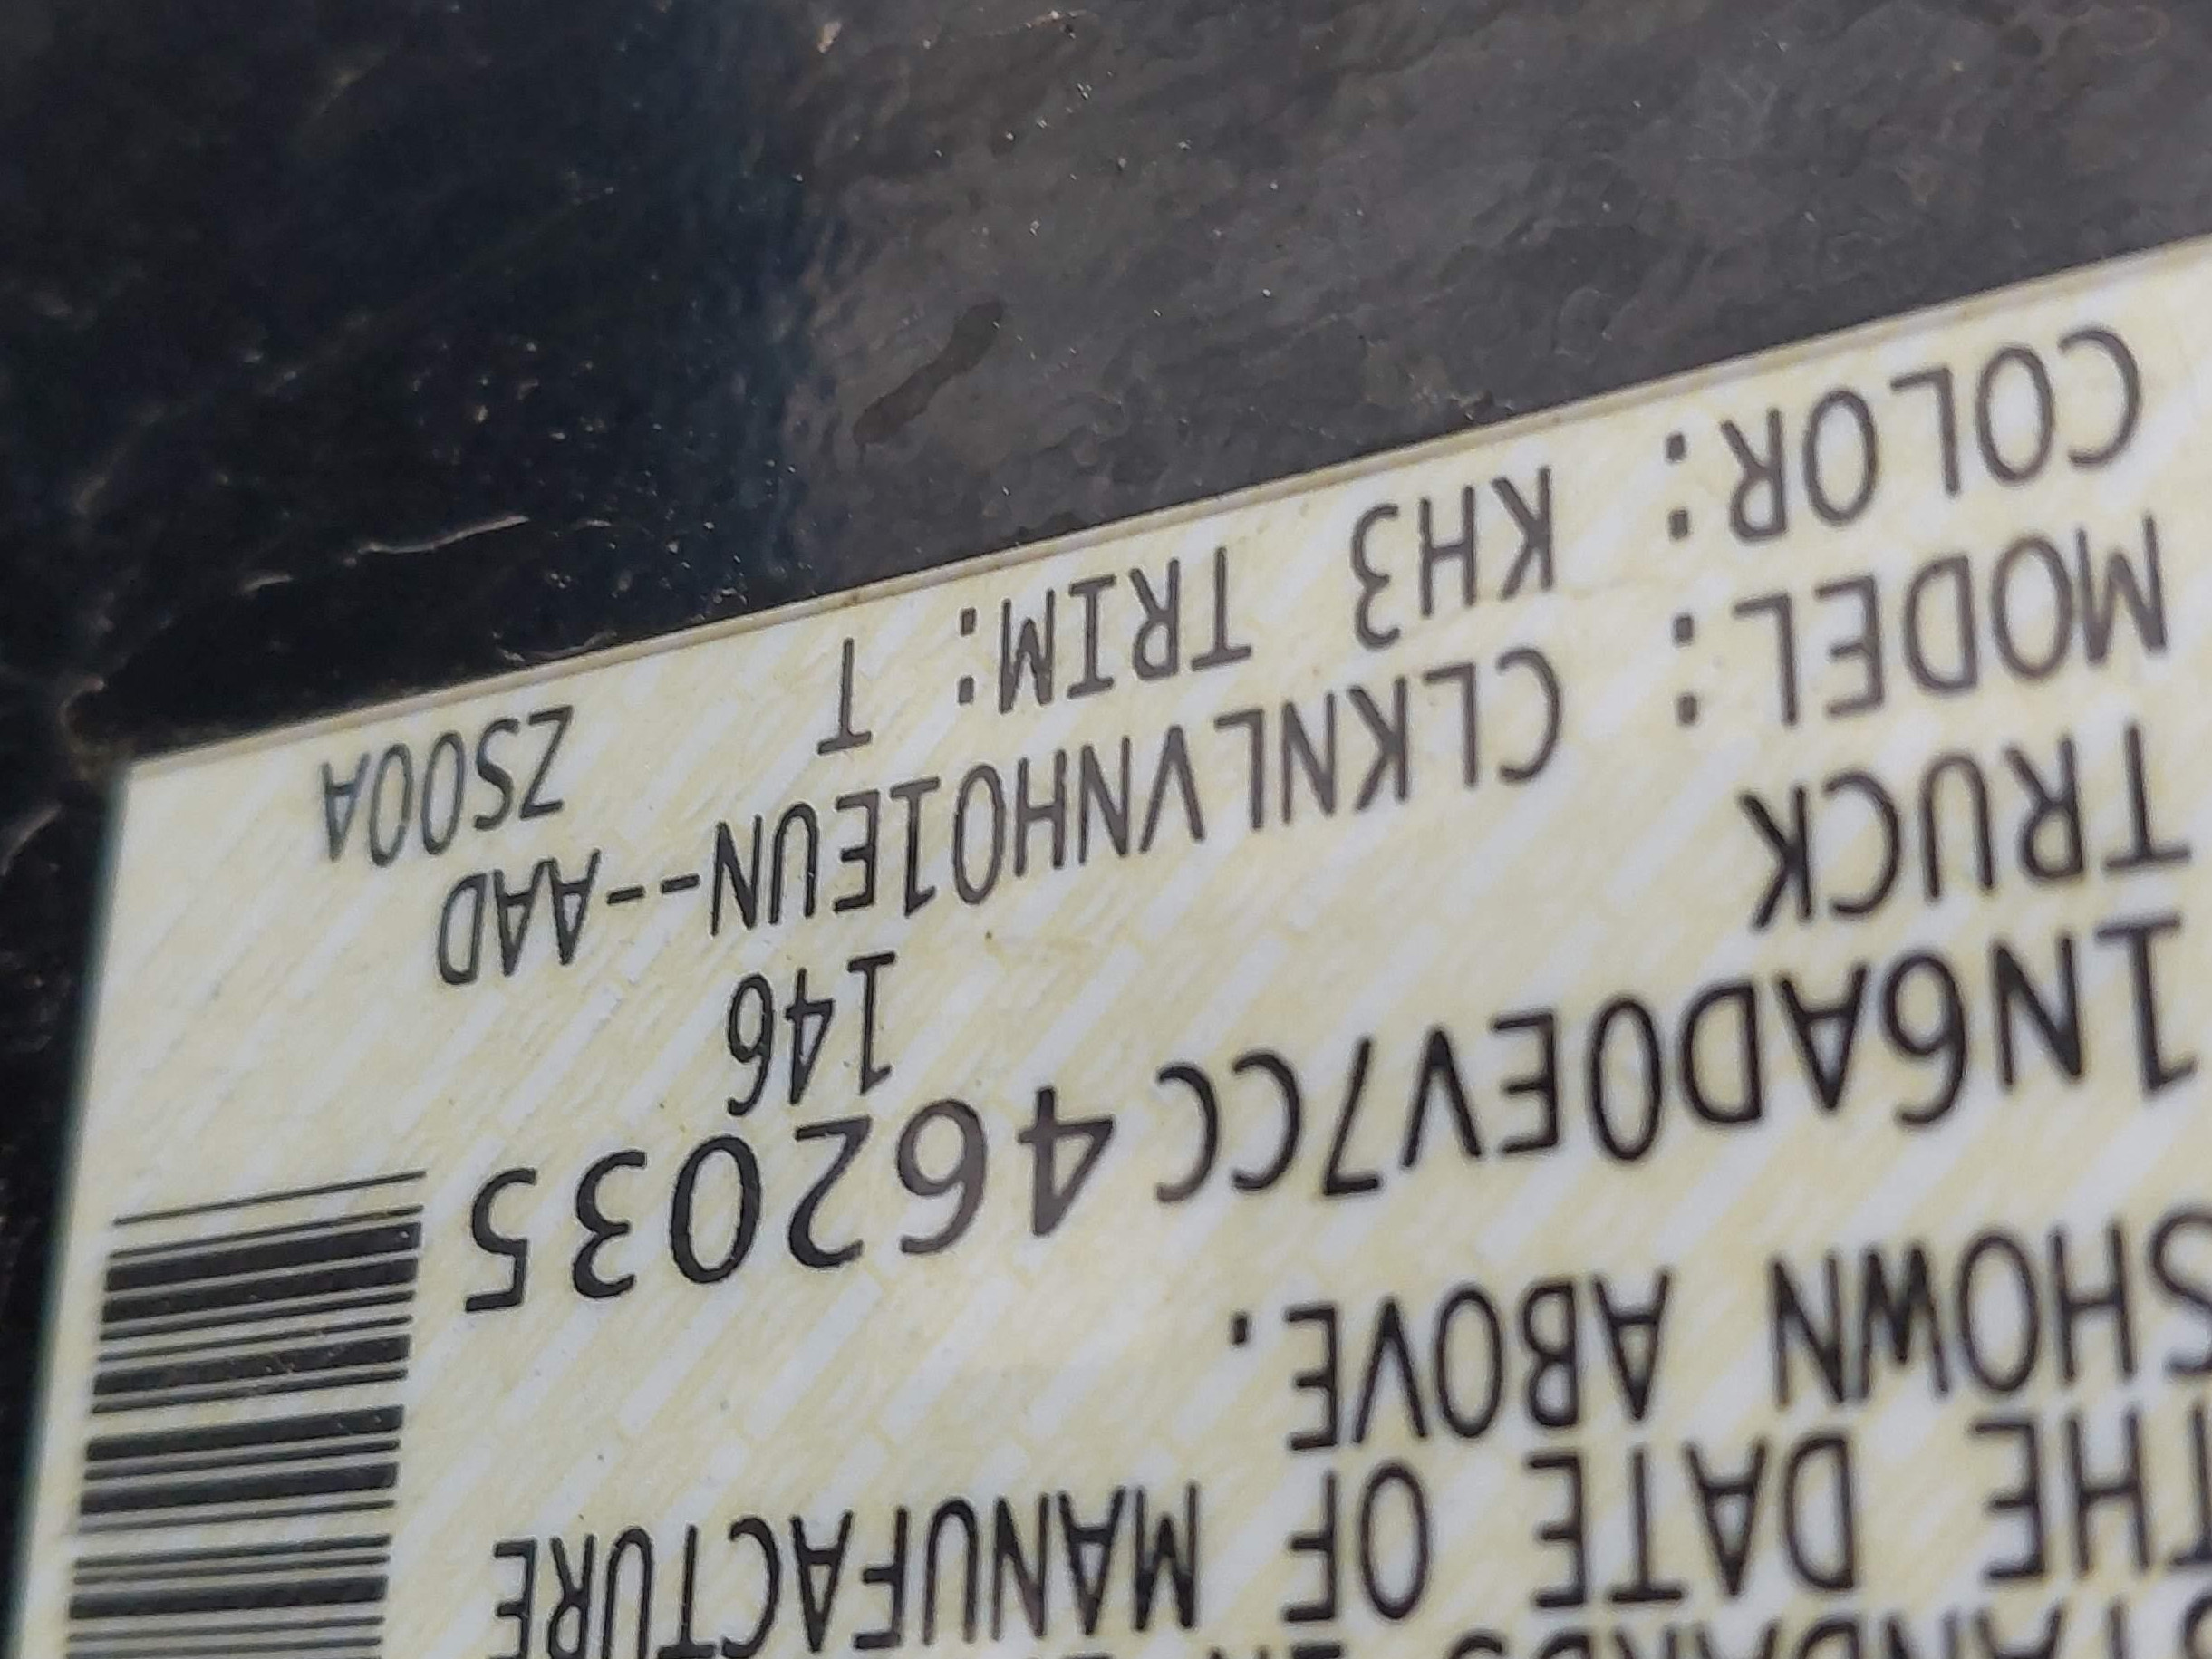 THE DATE OF MANUFACTURE
SHOWN ABOVE.
1N6AD0EV7CC462035
TRUCK 146
MODEL: CLKNLVNH01EUN--AAD
COLOR: KH3 TRIM: T ZS00A